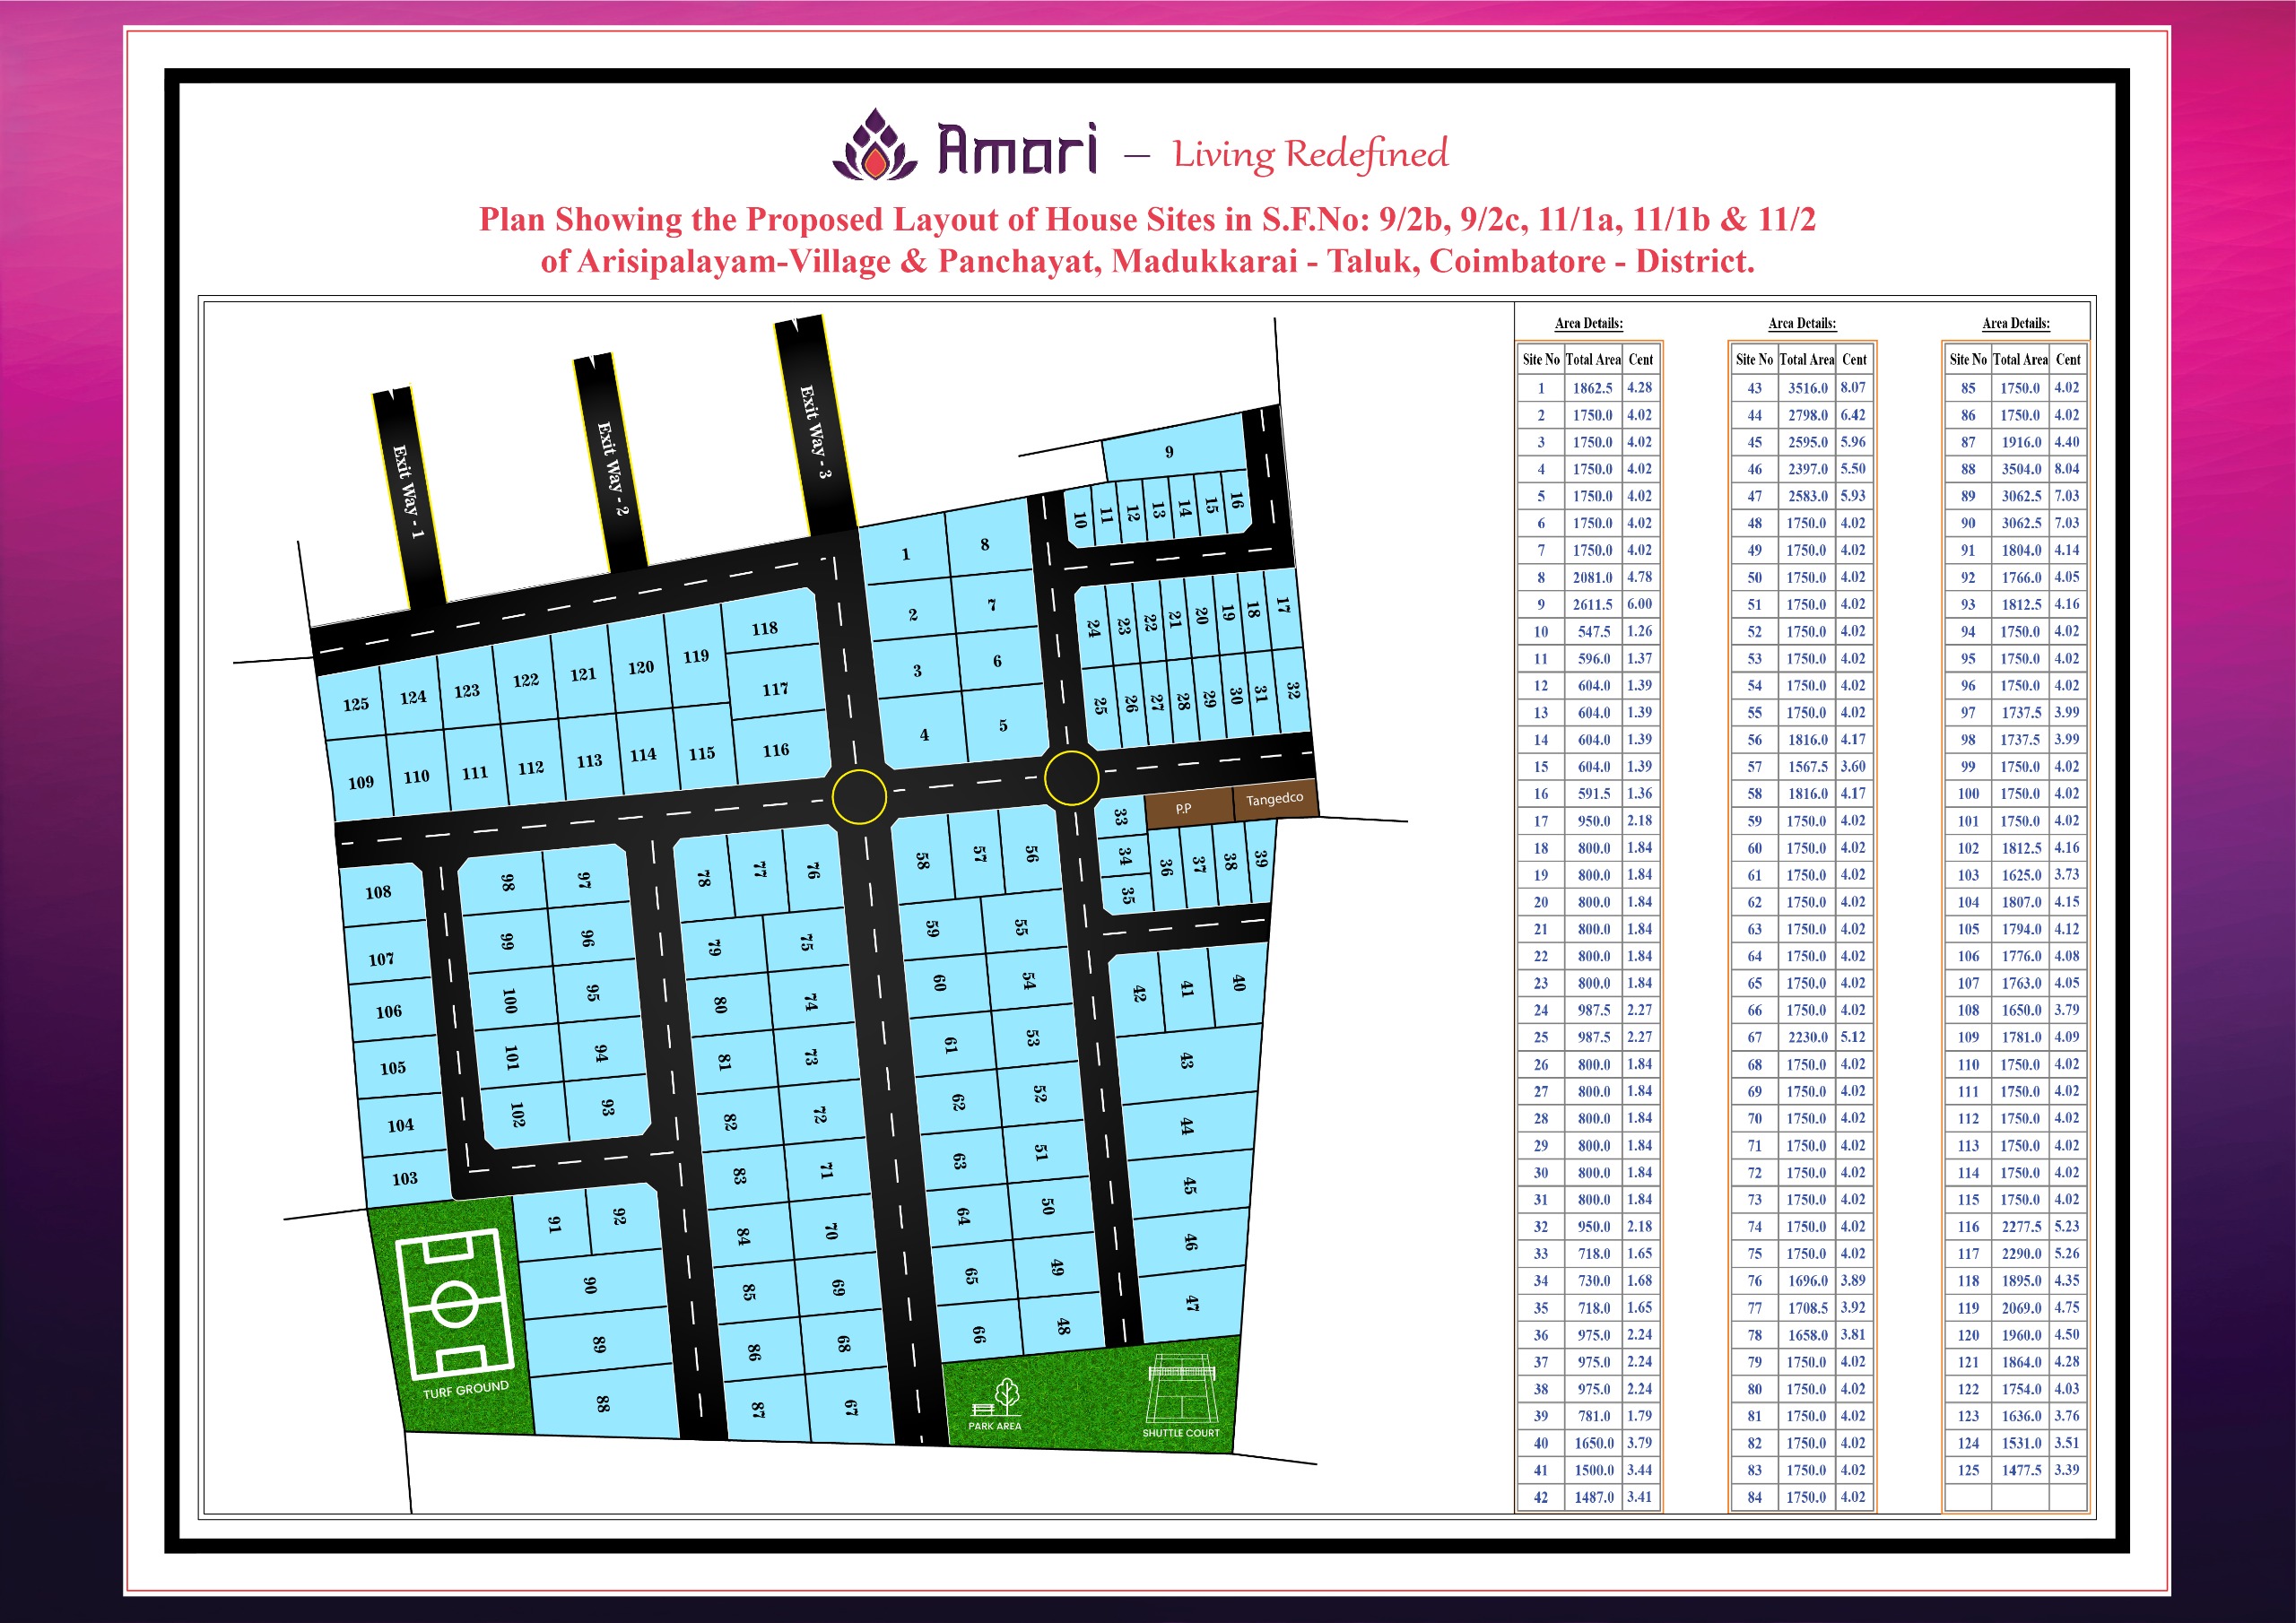 Amari – Living Redefined
Plan Showing the Proposed Layout of House Sites in S.F.No: 9/2b, 9/2c, 11/1a, 11/1b & 11/2
of Arisipalayam-Village & Panchayat, Madukkarai - Taluk, Coimbatore - District.
Exit Way - 1
Exit Way - 2
Exit Way - 3
9
10 11 12 13 14 15 16
1 8
2 7
3 6
4 5
24 23 22 21 20 19 18 17
25 26 27 28 29 30 31 32
125 124 123 122 121 120 119 118
117
109 110 111 112 113 114 115 116
33 P.P Tangedco
34 36 37 38 39
35
108 98 97 78 77 76 58 57 56
107 99 96 79 75 59 55
106 100 95 80 74 60 54 42 41 40
105 101 94 81 73 61 53 43
104 102 93 82 72 62 52 44
103 83 71 63 51 45
91 92 84 70 64 50 46
90 85 69 65 49 47
89 86 68 66 48
88 87 67
TURF GROUND
PARK AREA
SHUTTLE COURT
Area Details:
Site No Total Area Cent
1 1862.5 4.28
2 1750.0 4.02
3 1750.0 4.02
4 1750.0 4.02
5 1750.0 4.02
6 1750.0 4.02
7 1750.0 4.02
8 2081.0 4.78
9 2611.5 6.00
10 547.5 1.26
11 596.0 1.37
12 604.0 1.39
13 604.0 1.39
14 604.0 1.39
15 604.0 1.39
16 591.5 1.36
17 950.0 2.18
18 800.0 1.84
19 800.0 1.84
20 800.0 1.84
21 800.0 1.84
22 800.0 1.84
23 800.0 1.84
24 987.5 2.27
25 987.5 2.27
26 800.0 1.84
27 800.0 1.84
28 800.0 1.84
29 800.0 1.84
30 800.0 1.84
31 800.0 1.84
32 950.0 2.18
33 718.0 1.65
34 730.0 1.68
35 718.0 1.65
36 975.0 2.24
37 975.0 2.24
38 975.0 2.24
39 781.0 1.79
40 1650.0 3.79
41 1500.0 3.44
42 1487.0 3.41
Area Details:
Site No Total Area Cent
43 3516.0 8.07
44 2798.0 6.42
45 2595.0 5.96
46 2397.0 5.50
47 2583.0 5.93
48 1750.0 4.02
49 1750.0 4.02
50 1750.0 4.02
51 1750.0 4.02
52 1750.0 4.02
53 1750.0 4.02
54 1750.0 4.02
55 1750.0 4.02
56 1816.0 4.17
57 1567.5 3.60
58 1816.0 4.17
59 1750.0 4.02
60 1750.0 4.02
61 1750.0 4.02
62 1750.0 4.02
63 1750.0 4.02
64 1750.0 4.02
65 1750.0 4.02
66 1750.0 4.02
67 2230.0 5.12
68 1750.0 4.02
69 1750.0 4.02
70 1750.0 4.02
71 1750.0 4.02
72 1750.0 4.02
73 1750.0 4.02
74 1750.0 4.02
75 1750.0 4.02
76 1696.0 3.89
77 1708.5 3.92
78 1658.0 3.81
79 1750.0 4.02
80 1750.0 4.02
81 1750.0 4.02
82 1750.0 4.02
83 1750.0 4.02
84 1750.0 4.02
Area Details:
Site No Total Area Cent
85 1750.0 4.02
86 1750.0 4.02
87 1916.0 4.40
88 3504.0 8.04
89 3062.5 7.03
90 3062.5 7.03
91 1804.0 4.14
92 1766.0 4.05
93 1812.5 4.16
94 1750.0 4.02
95 1750.0 4.02
96 1750.0 4.02
97 1737.5 3.99
98 1737.5 3.99
99 1750.0 4.02
100 1750.0 4.02
101 1750.0 4.02
102 1812.5 4.16
103 1625.0 3.73
104 1807.0 4.15
105 1794.0 4.12
106 1776.0 4.08
107 1763.0 4.05
108 1650.0 3.79
109 1781.0 4.09
110 1750.0 4.02
111 1750.0 4.02
112 1750.0 4.02
113 1750.0 4.02
114 1750.0 4.02
115 1750.0 4.02
116 2277.5 5.23
117 2290.0 5.26
118 1895.0 4.35
119 2069.0 4.75
120 1960.0 4.50
121 1864.0 4.28
122 1754.0 4.03
123 1636.0 3.76
124 1531.0 3.51
125 1477.5 3.39